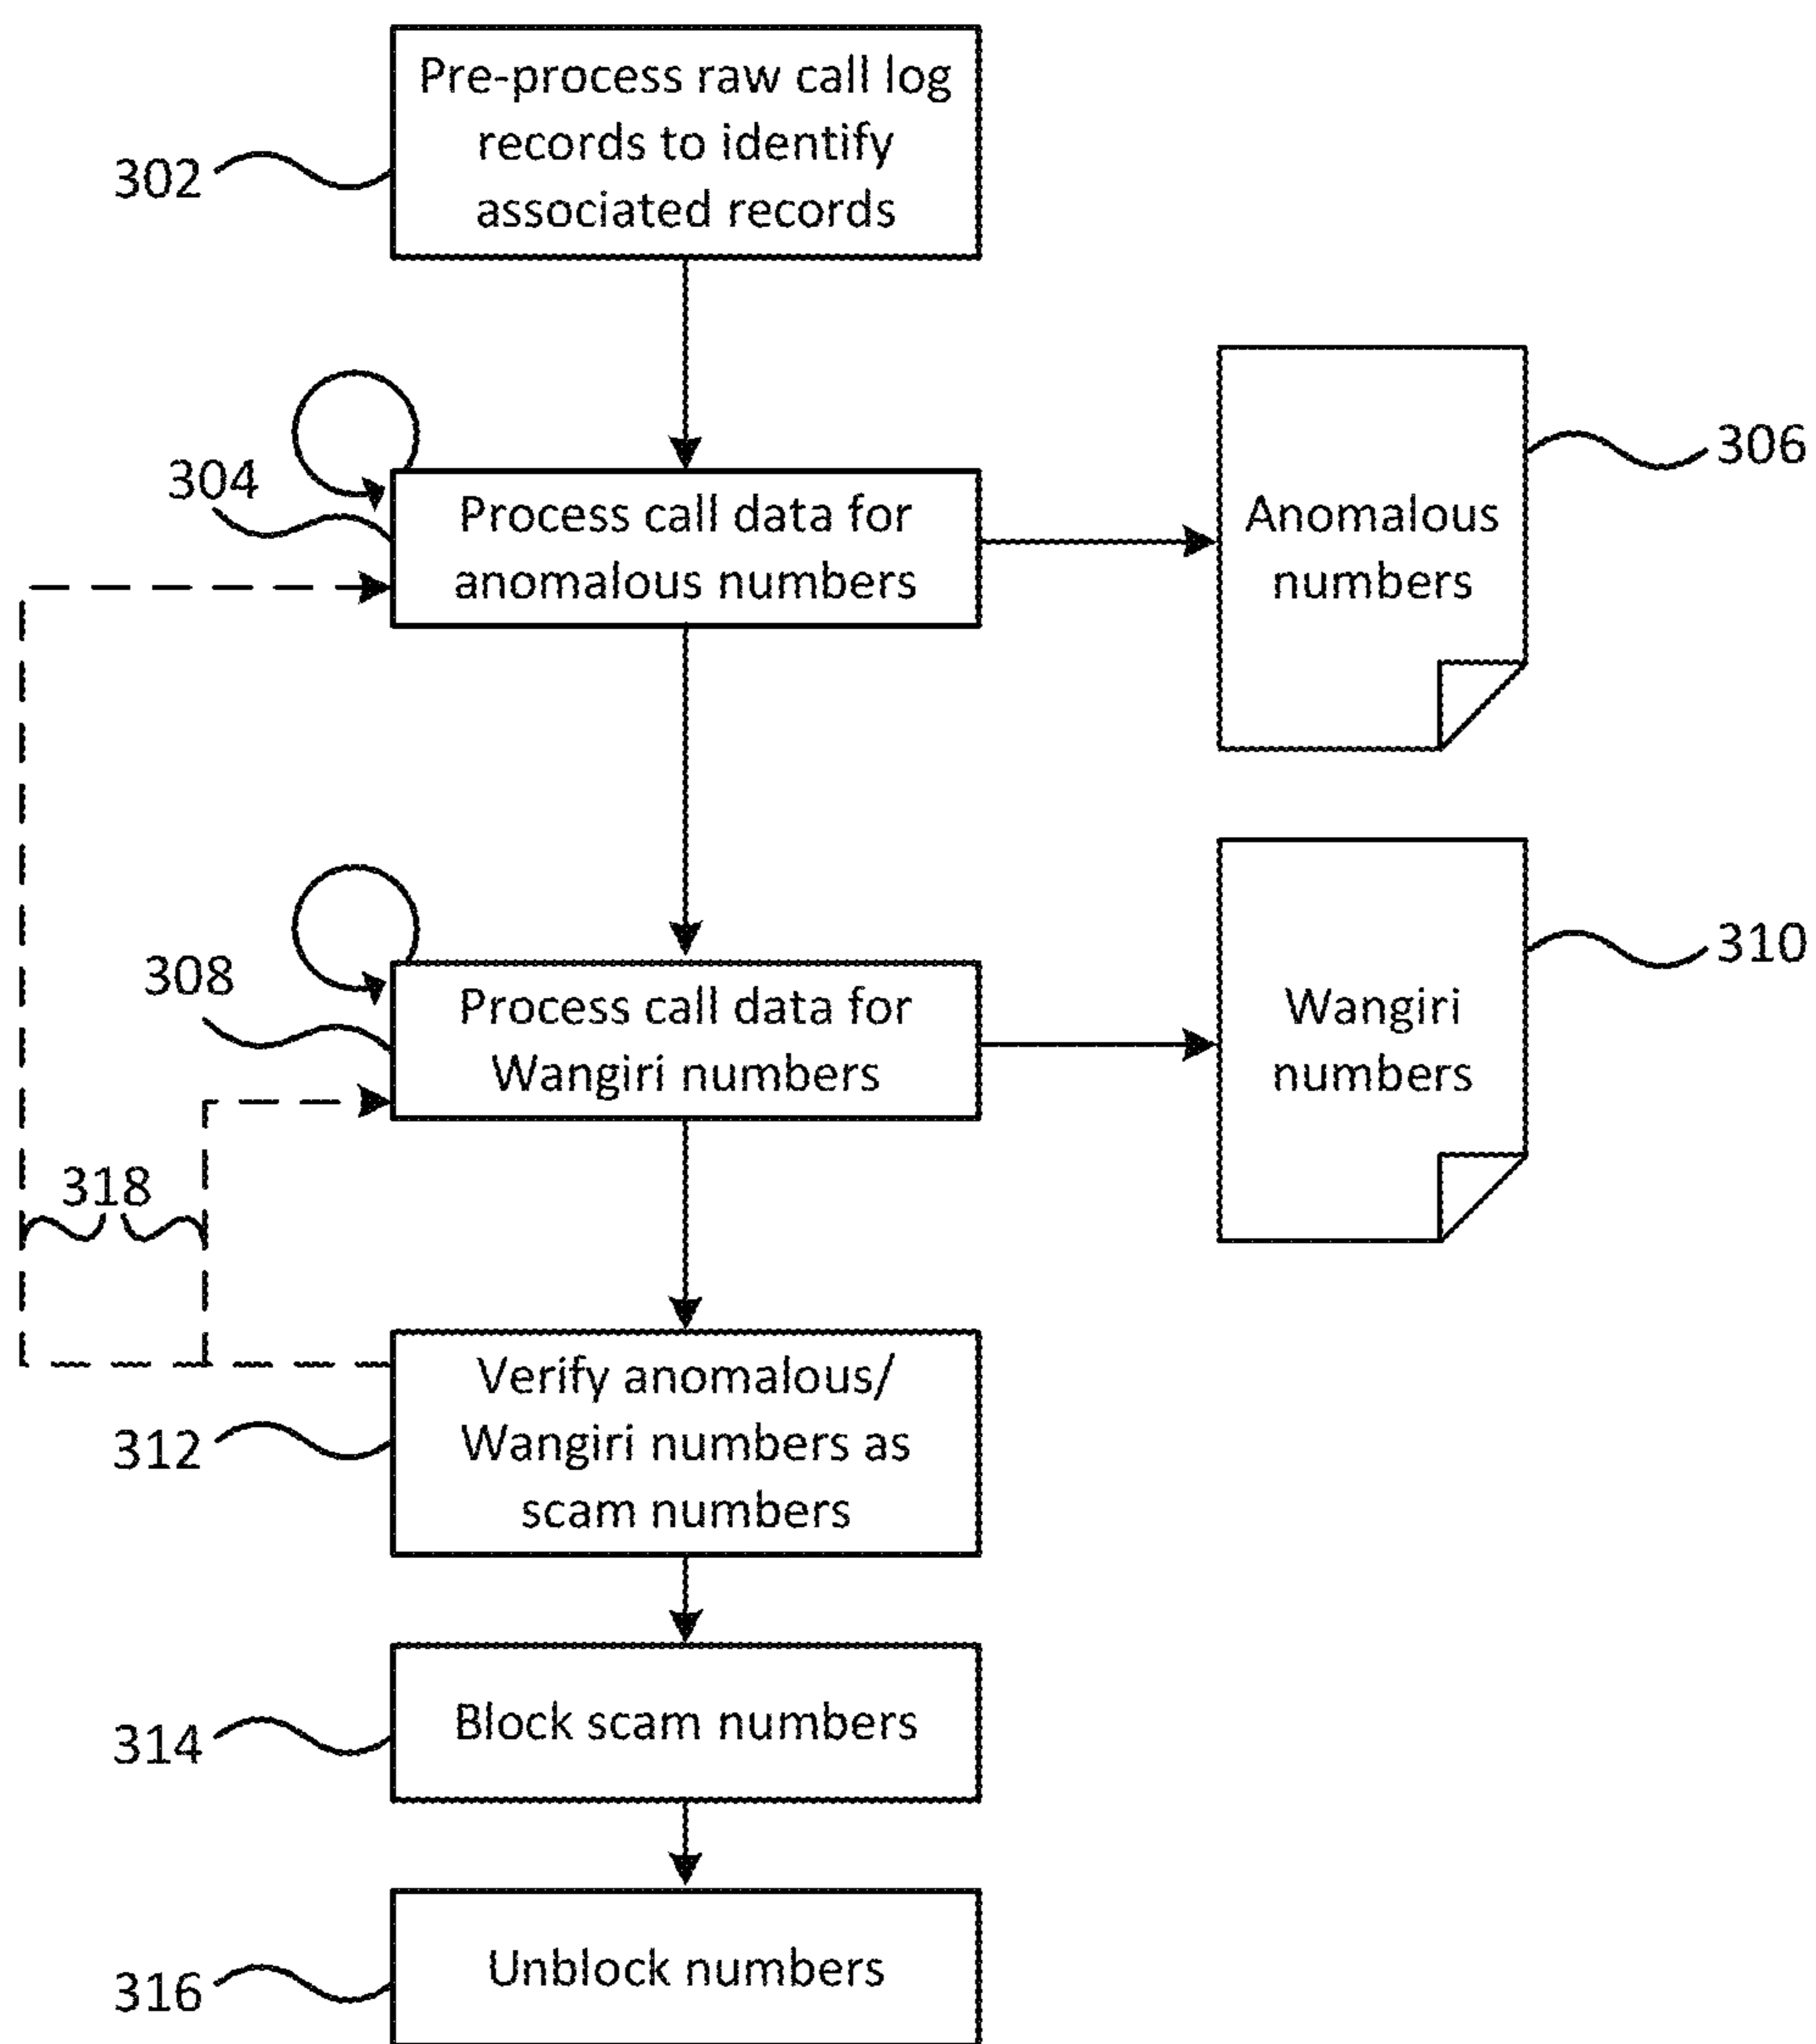 Pre-process raw call log
records to identify
associated records
302
304
Process call data for
anomalous numbers
Anomalous
numbers
306
308
Process call data for
Wangiri numbers
Wangiri
numbers
310
318
Verify anomalous/
Wangiri numbers as
scam numbers
312
Block scam numbers
314
Unblock numbers
316